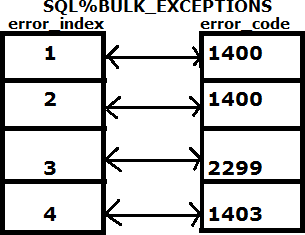 SQL%BULK_EXCEPTIONS
error_index error_code
1 1400
2 1400
3 2299
4 1403